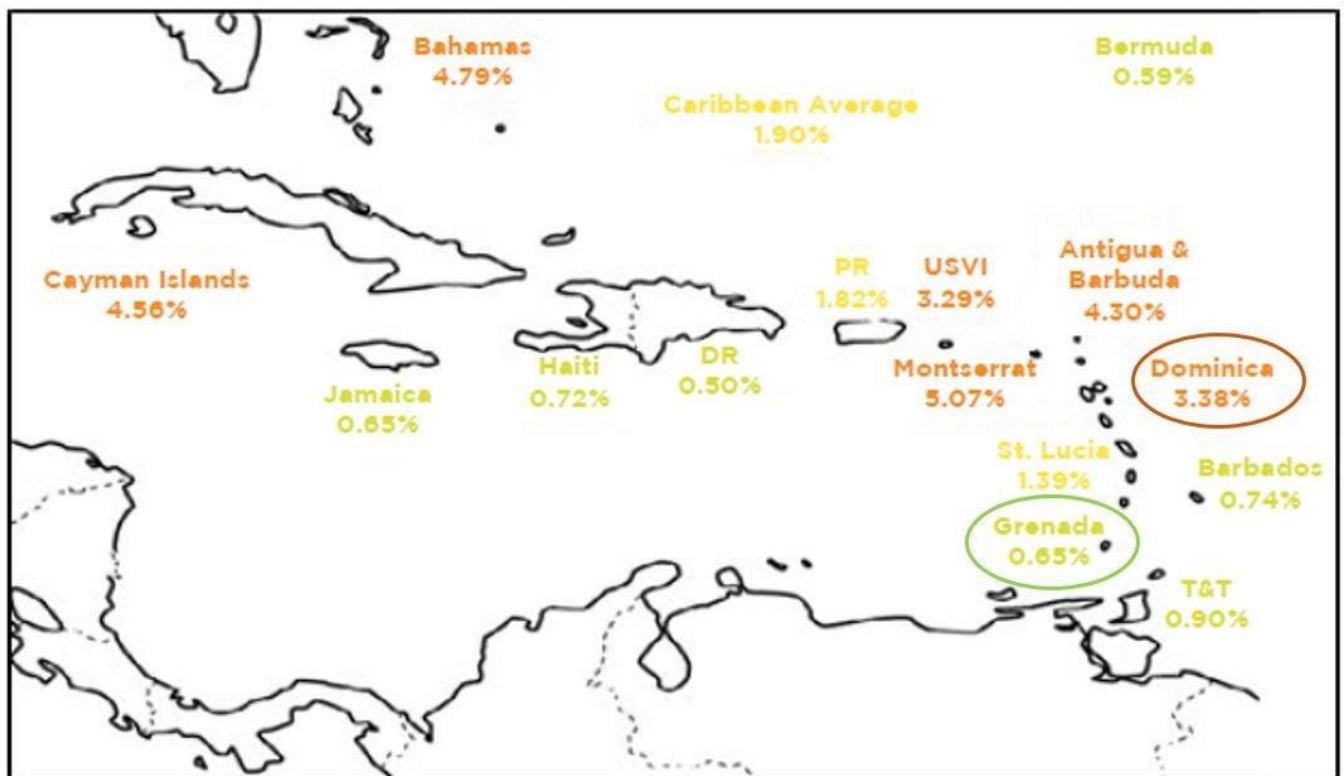 Bahamas
4.79%
Bermuda
0.59%
Caribbean Average
1.90%
Cayman Islands
4.56%
PR
1.82%
USVI
3.29%
Antigua &
Barbuda
4.30%
Jamaica
0.65%
Haiti
0.72%
DR
0.50%
Montserrat
5.07%
Dominica
3.38%
St. Lucia
1.39%
Barbados
0.74%
Grenada
0.65%
T&T
0.90%